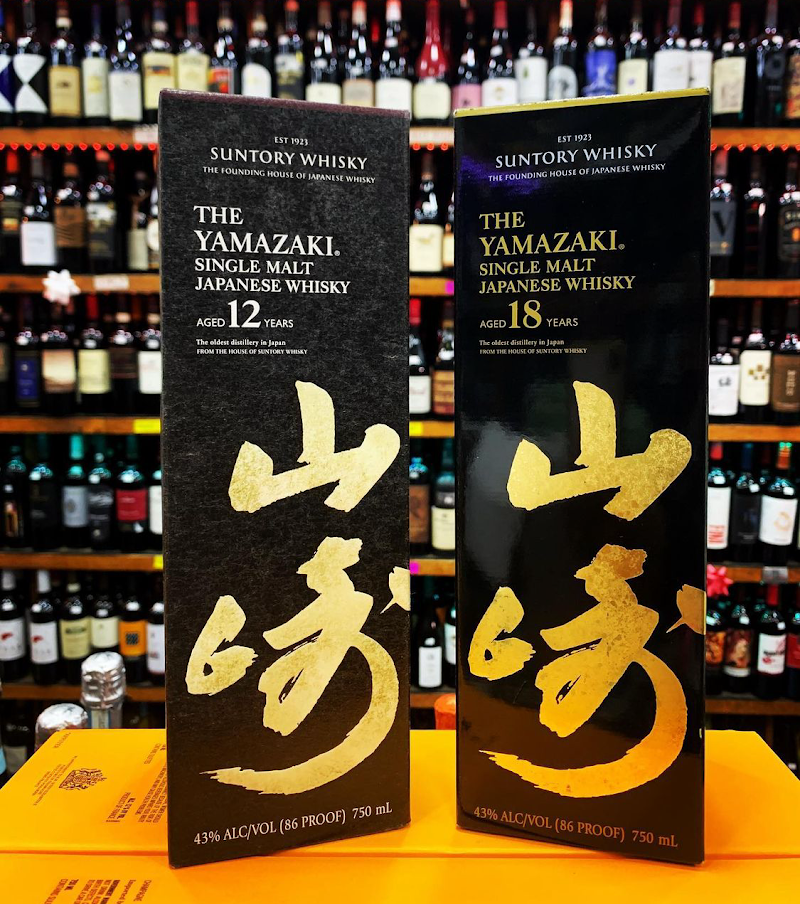 EST 1923
SUNTORY WHISKY
THE FOUNDING HOUSE OF JAPANESE WHISKY
THE
YAMAZAKI®
SINGLE MALT
JAPANESE WHISKY
AGED 12 YEARS
The oldest distillery in Japan
FROM THE HOUSE OF SUNTORY WHISKY
山
崎
43% ALC/VOL (86 PROOF) 750 mL
EST 1923
SUNTORY WHISKY
THE FOUNDING HOUSE OF JAPANESE WHISKY
THE
YAMAZAKI®
SINGLE MALT
JAPANESE WHISKY
AGED 18 YEARS
The oldest distillery in Japan
FROM THE HOUSE OF SUNTORY WHISKY
山
崎
43% ALC/VOL (86 PROOF) 750 mL